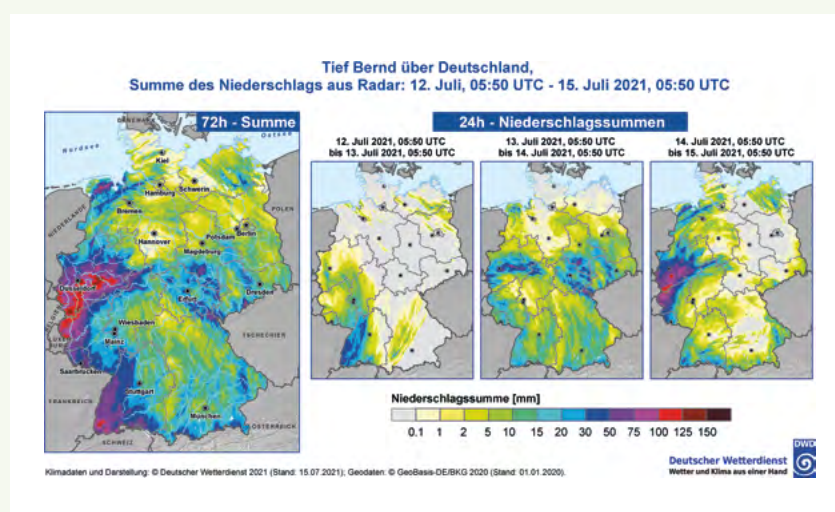 Tief Bernd über Deutschland,
Summe des Niederschlags aus Radar: 12. Juli, 05:50 UTC - 15. Juli 2021, 05:50 UTC
72h - Summe
24h - Niederschlagssummen
12. Juli 2021, 05:50 UTC
bis 13. Juli 2021, 05:50 UTC
13. Juli 2021, 05:50 UTC
bis 14. Juli 2021, 05:50 UTC
14. Juli 2021, 05:50 UTC
bis 15. Juli 2021, 05:50 UTC
DÄNEMARK
Nordsee
Ostsee
Kiel
Hamburg
Schwerin
Bremen
NIEDERLANDE
POLEN
Hannover
Potsdam
Berlin
Magdeburg
Düsseldorf
Erfurt
Dresden
BELGIEN
Wiesbaden
Mainz
TSCHECHIEN
Saarbrücken
Stuttgart
FRANKREICH
München
ÖSTERREICH
SCHWEIZ
Niederschlagssumme [mm]
0.1 1 2 5 10 15 20 30 50 75 100 125 150
DWD
Deutscher Wetterdienst
Wetter und Klima aus einer Hand
Klimadaten und Darstellung: © Deutscher Wetterdienst 2021 (Stand: 15.07.2021); Geodaten: © GeoBasis-DE/BKG 2020 (Stand: 01.01.2020).